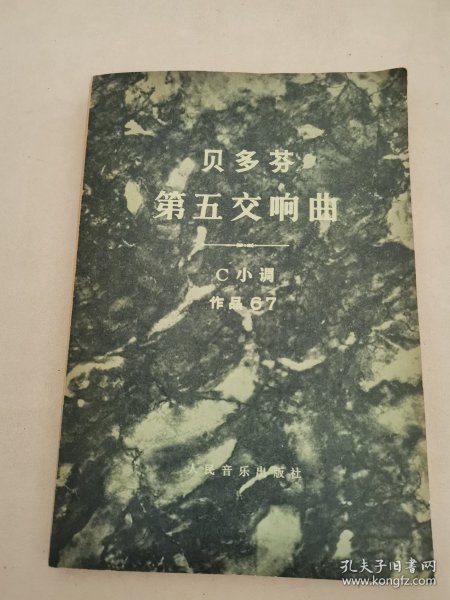 贝多芬
第五交响曲
C小调
作品67
人民音乐出版社
孔夫子旧书网
www.kongfz.com